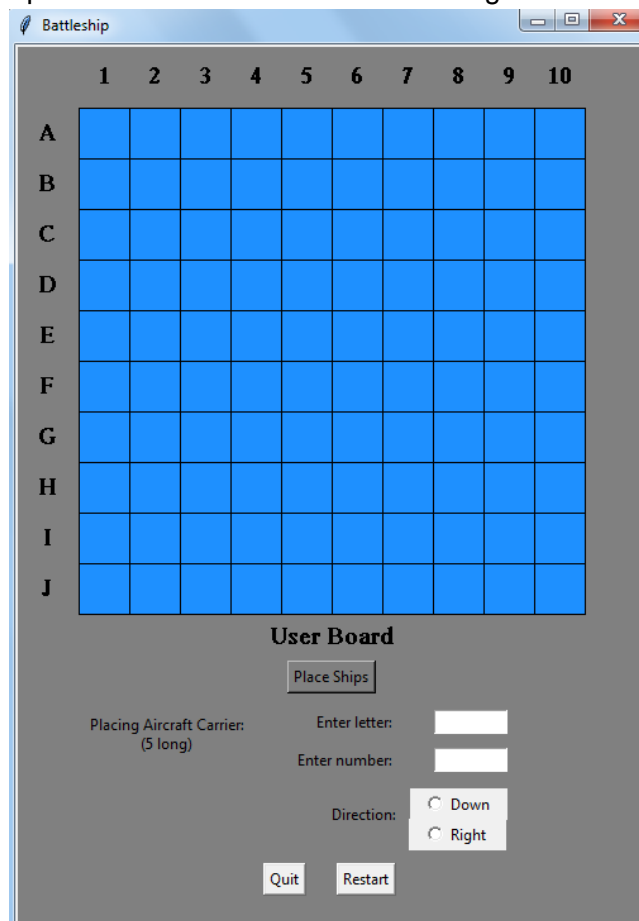 Battleship
1 2 3 4 5 6 7 8 9 10
A
B
C
D
E
F
G
H
I
J
User Board
Place Ships
Placing Aircraft Carrier:
(5 long)
Enter letter:
Enter number:
Direction:
Down
Right
Quit Restart